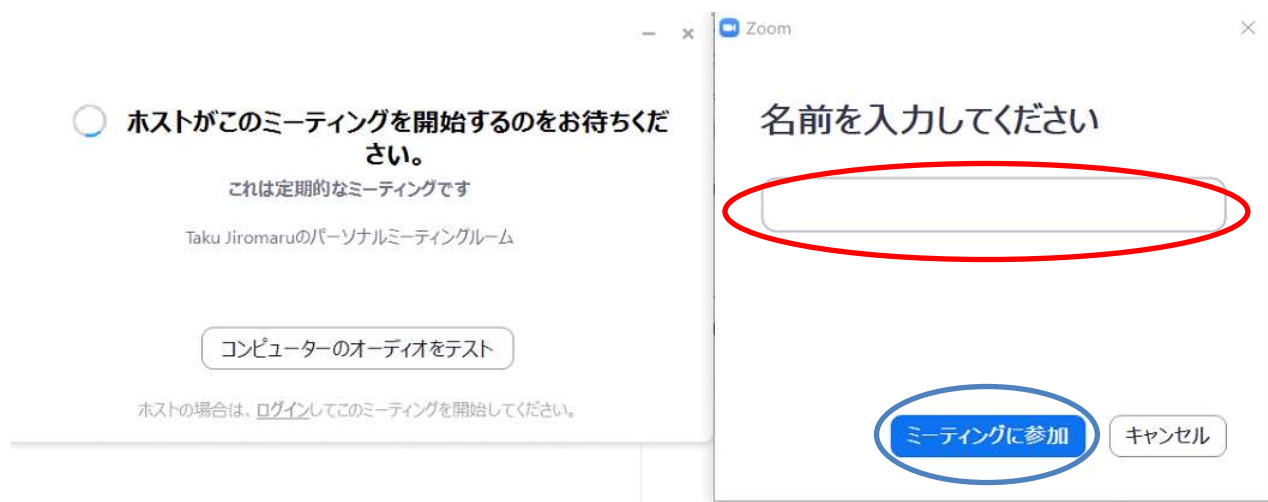 ホストがこのミーティングを開始するのをお待ちくだ
さい。
これは定期的なミーティングです
Taku Jiromaruのパーソナルミーティングルーム
コンピューターのオーディオをテスト
ホストの場合は、ログインしてこのミーティングを開始してください。
Zoom
名前を入力してください
ミーティングに参加
キャンセル